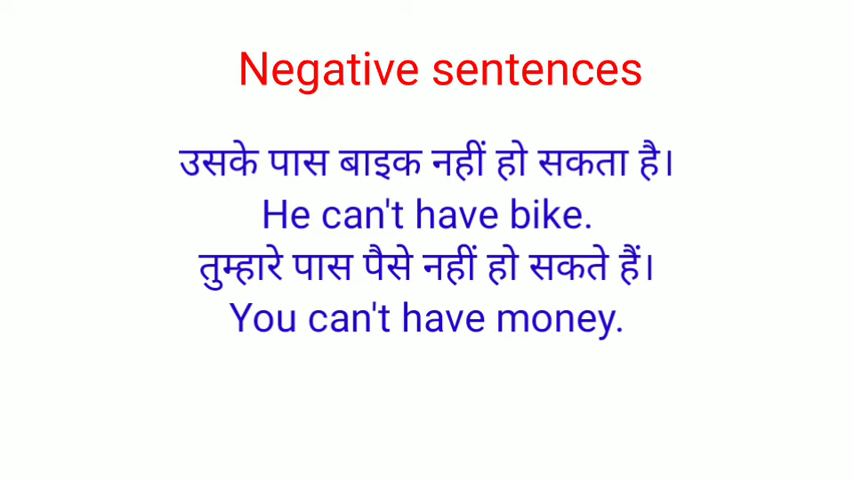 Negative sentences
उसके पास बाइक नहीं हो सकता है।
He can't have bike.
तुम्हारे पास पैसे नहीं हो सकते हैं।
You can't have money.